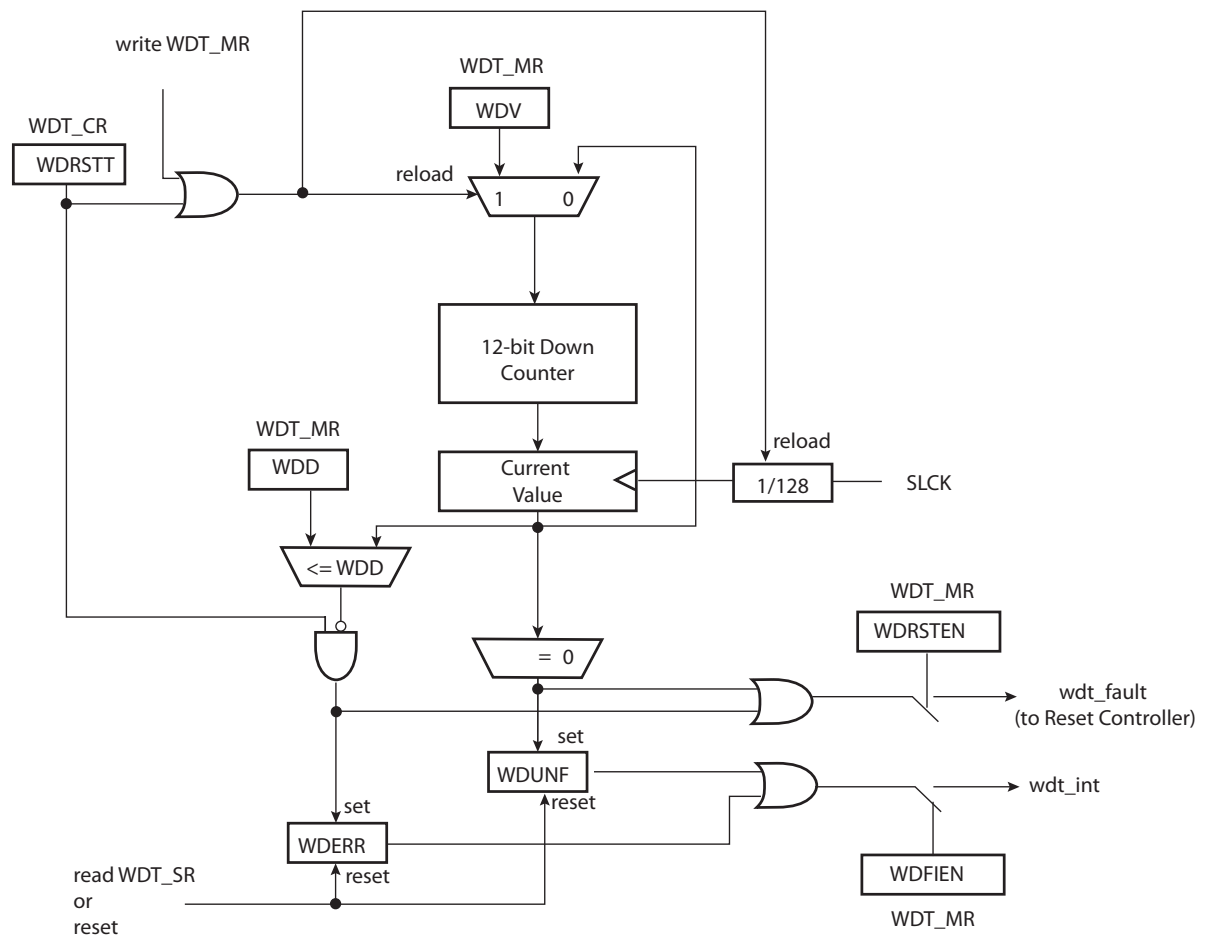 write WDT_MR
WDT_MR
WDV
WDT_CR
WDRSTT
reload
1 0
12-bit Down
Counter
WDT_MR
WDD
reload
Current
Value
1/128
SLCK
<= WDD
WDT_MR
WDRSTEN
= 0
wdt_fault
(to Reset Controller)
set
WDUNF
reset
wdt_int
set
WDERR
reset
read WDT_SR
or
reset
WDFIEN
WDT_MR